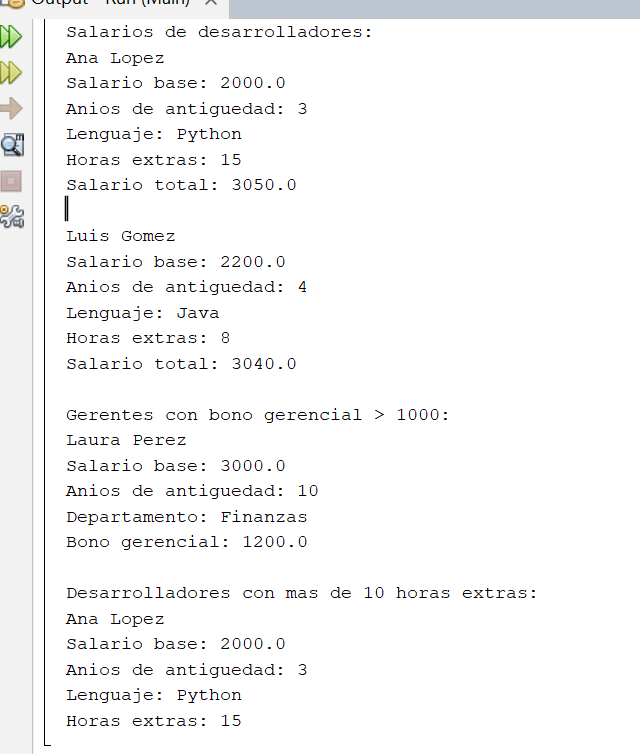 Output - Run (Main) ×
Salarios de desarrolladores:
Ana Lopez
Salario base: 2000.0
Anios de antiguedad: 3
Lenguaje: Python
Horas extras: 15
Salario total: 3050.0
Luis Gomez
Salario base: 2200.0
Anios de antiguedad: 4
Lenguaje: Java
Horas extras: 8
Salario total: 3040.0
Gerentes con bono gerencial > 1000:
Laura Perez
Salario base: 3000.0
Anios de antiguedad: 10
Departamento: Finanzas
Bono gerencial: 1200.0
Desarrolladores con mas de 10 horas extras:
Ana Lopez
Salario base: 2000.0
Anios de antiguedad: 3
Lenguaje: Python
Horas extras: 15